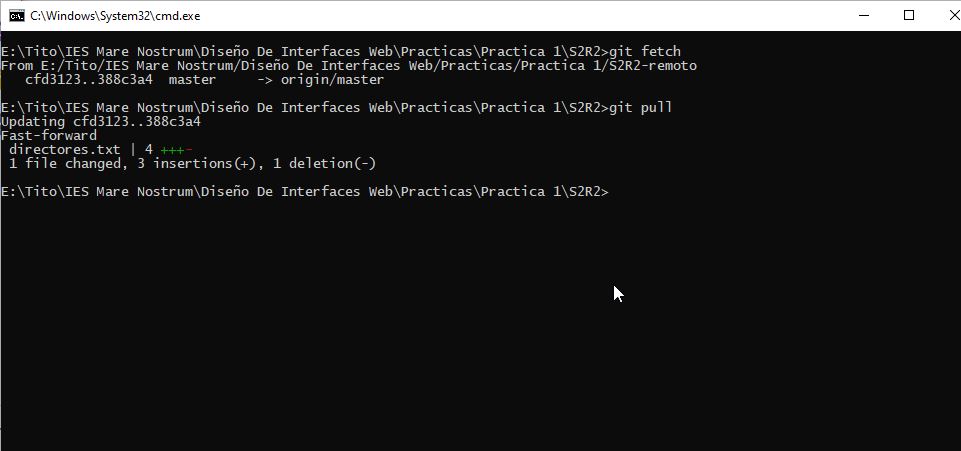 C:\Windows\System32\cmd.exe
E:\Tito\IES Mare Nostrum\Diseño De Interfaces Web\Practicas\Practica 1\S2R2>git fetch
From E:/Tito/IES Mare Nostrum/Diseño De Interfaces Web/Practicas/Practica 1/S2R2-remoto
   cfd3123..388c3a4  master     -> origin/master
E:\Tito\IES Mare Nostrum\Diseño De Interfaces Web\Practicas\Practica 1\S2R2>git pull
Updating cfd3123..388c3a4
Fast-forward
 directores.txt | 4 +++-
 1 file changed, 3 insertions(+), 1 deletion(-)
E:\Tito\IES Mare Nostrum\Diseño De Interfaces Web\Practicas\Practica 1\S2R2>